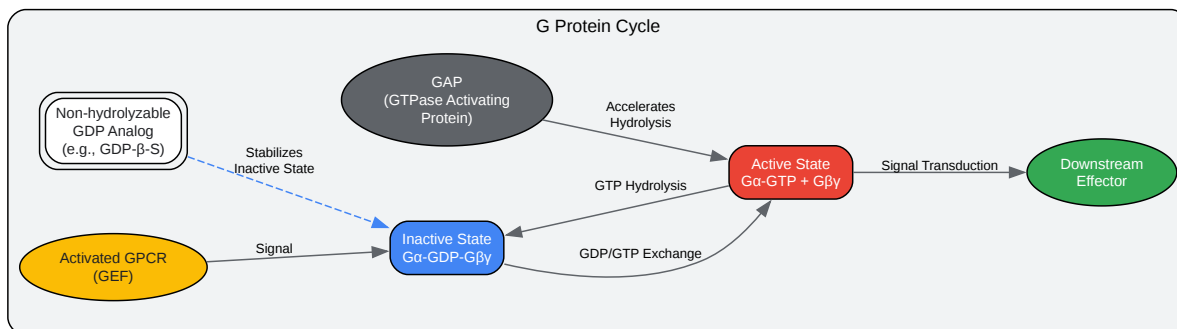 G Protein Cycle
GAP
(GTPase Activating
Protein)
Non-hydrolyzable
GDP Analog
(e.g., GDP-β-S)
Accelerates
Hydrolysis
Stabilizes
Inactive State
Active State
Gα-GTP + Gβγ
Signal Transduction
Downstream
Effector
GTP Hydrolysis
Activated GPCR
(GEF)
Signal
Inactive State
Gα-GDP-Gβγ
GDP/GTP Exchange